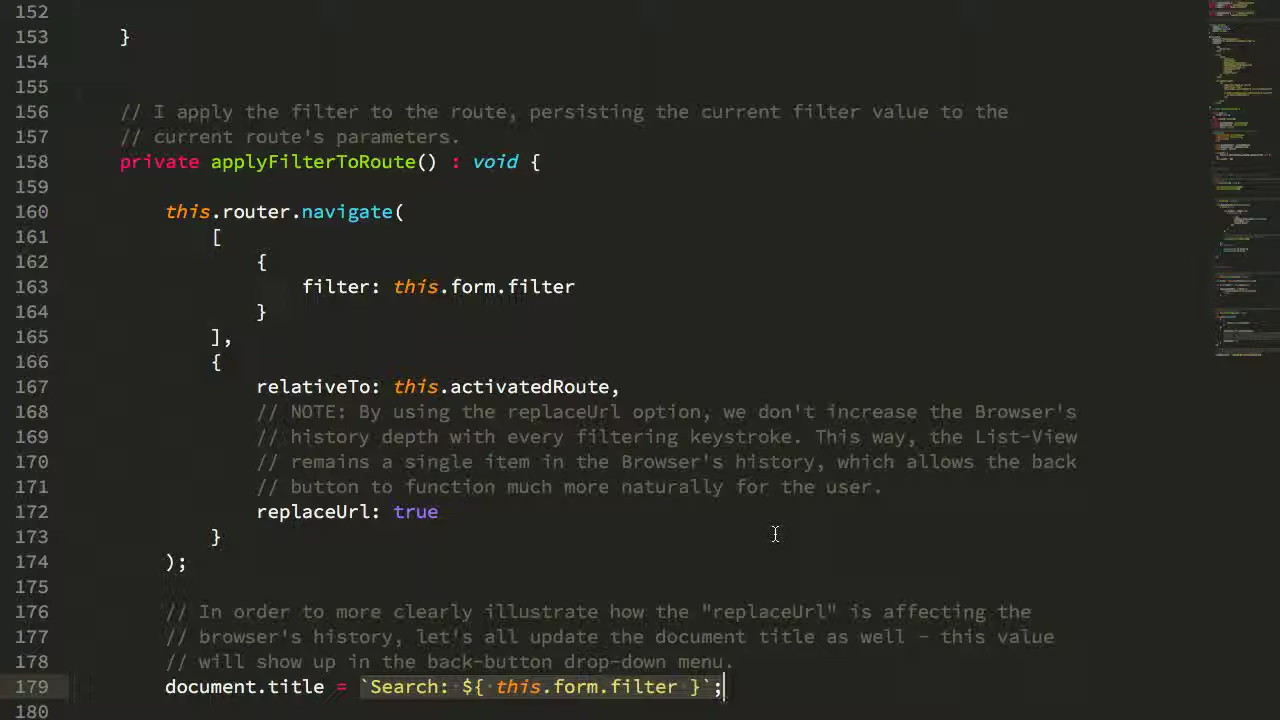 152
153 }
154
155
156 // I apply the filter to the route, persisting the current filter value to the
157 // current route's parameters.
158 private applyFilterToRoute() : void {
159
160 this.router.navigate(
161 [
162 {
163 filter: this.form.filter
164 }
165 ],
166 {
167 relativeTo: this.activatedRoute,
168 // NOTE: By using the replaceUrl option, we don't increase the Browser's
169 // history depth with every filtering keystroke. This way, the List-View
170 // remains a single item in the Browser's history, which allows the back
171 // button to function much more naturally for the user.
172 replaceUrl: true
173 }
174 );
175
176 // In order to more clearly illustrate how the "replaceUrl" is affecting the
177 // browser's history, let's all update the document title as well - this value
178 // will show up in the back-button drop-down menu.
179 document.title = `Search: ${ this.form.filter }`;
180